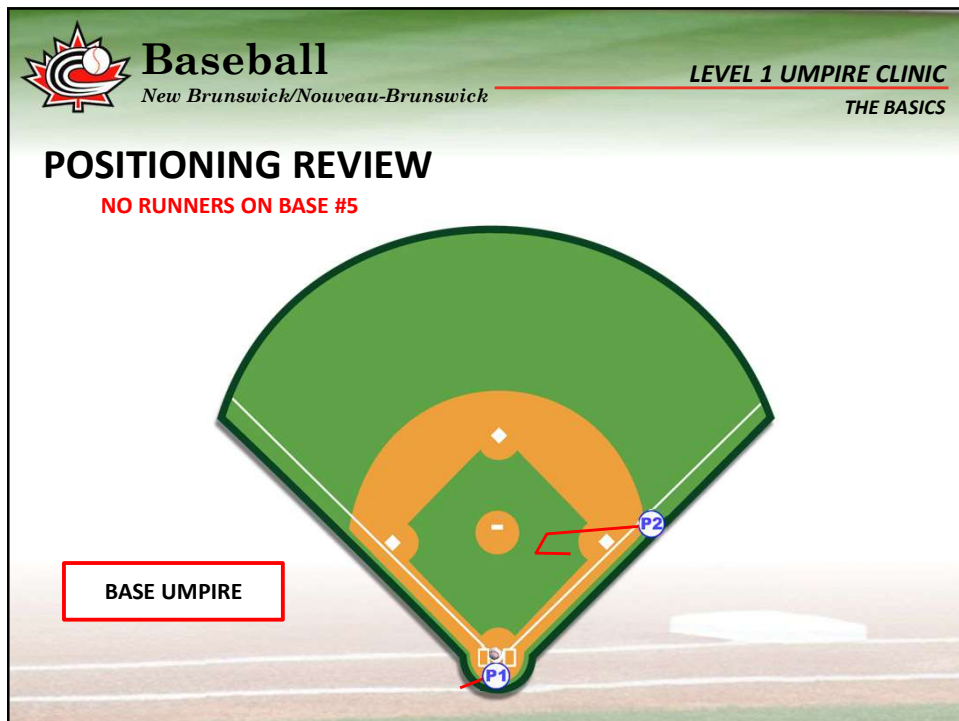 Baseball
New Brunswick/Nouveau-Brunswick
LEVEL 1 UMPIRE CLINIC
THE BASICS
POSITIONING REVIEW
NO RUNNERS ON BASE #5
P2
BASE UMPIRE
P1